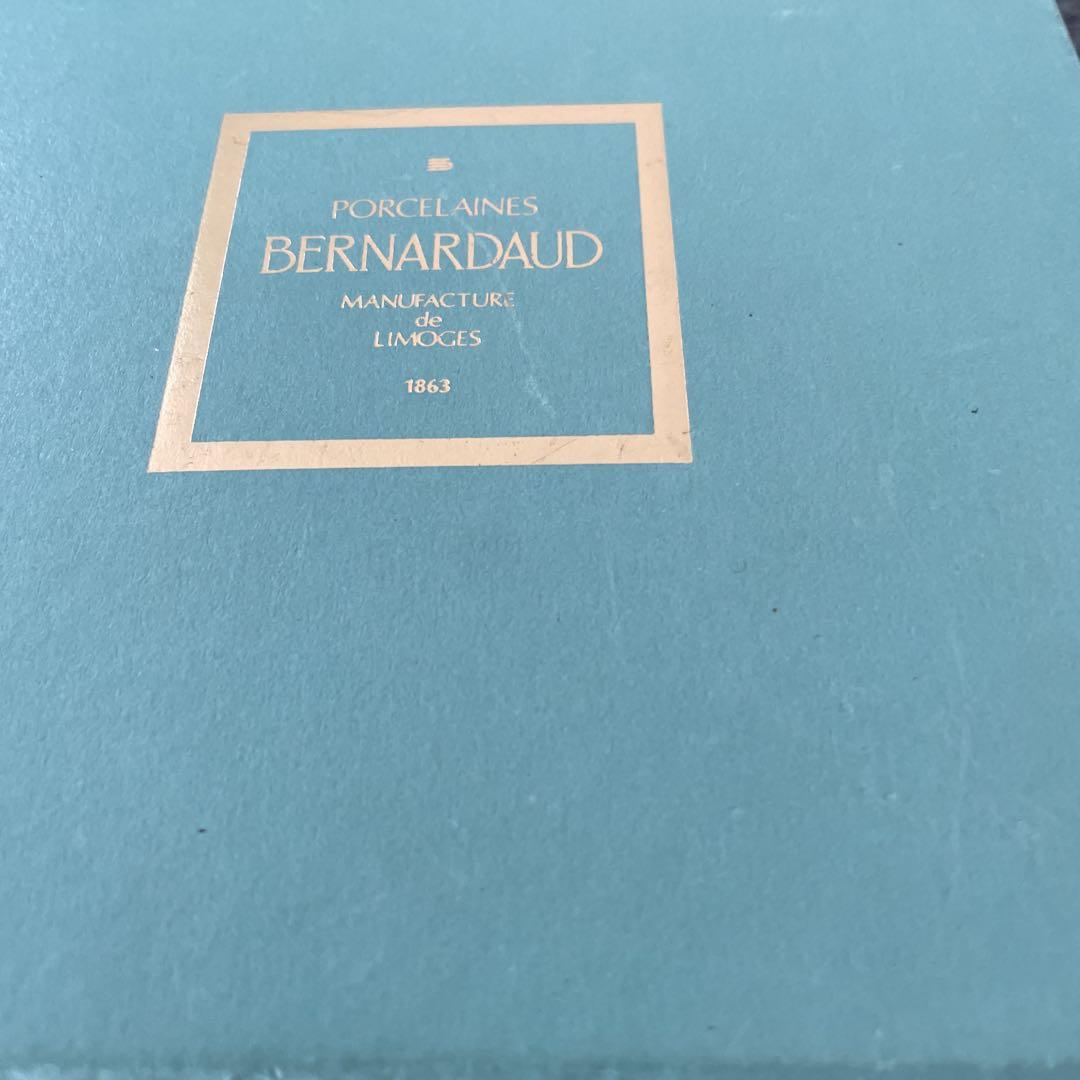 PORCELAINES
BERNARDAUD
MANUFACTURE
de
LIMOGES
1863